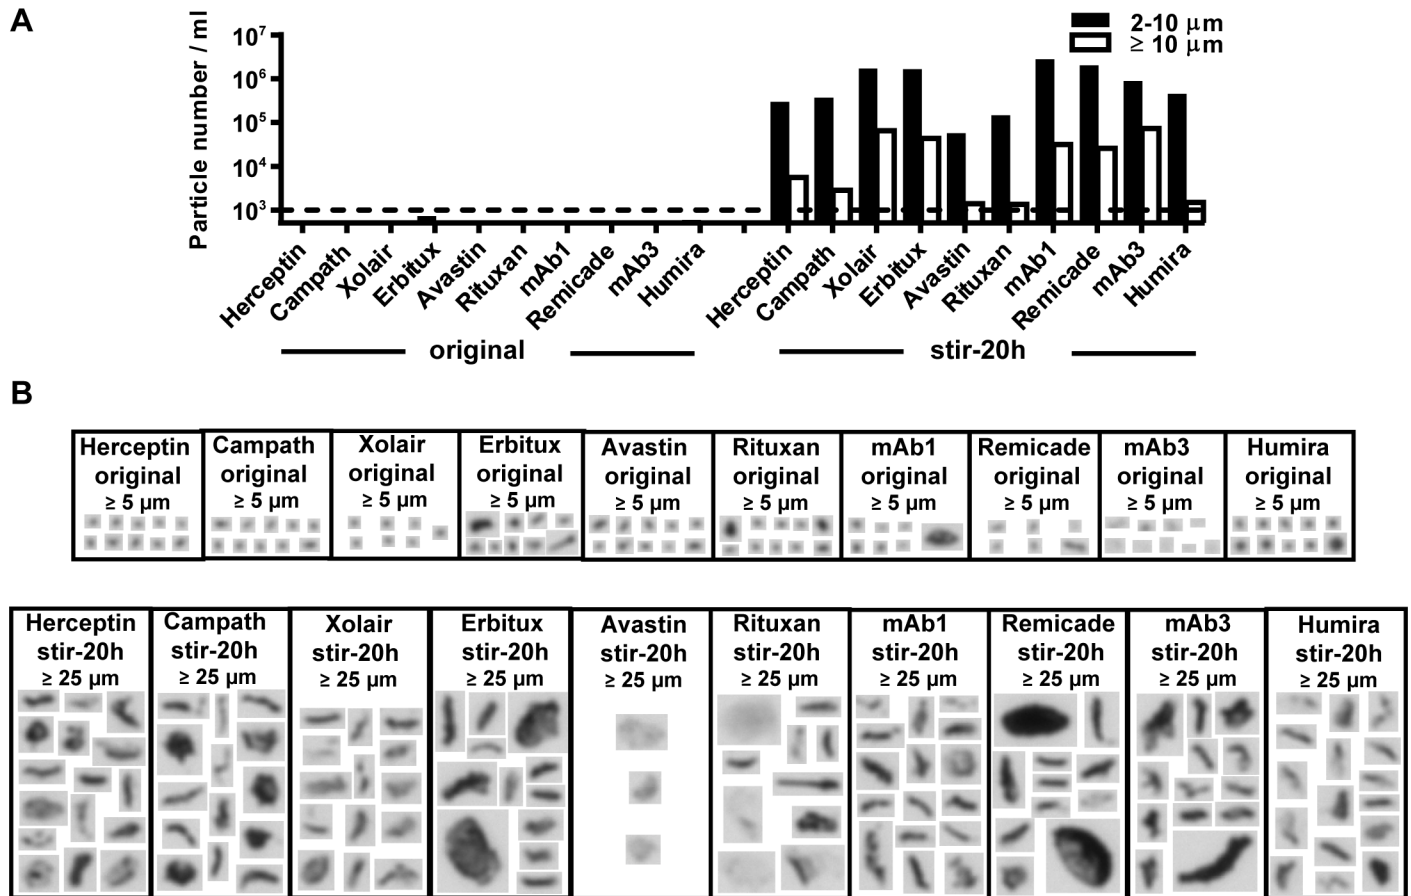 A
Particle number / ml
10⁷
10⁶
10⁵
10⁴
10³
2-10 μm
≥ 10 μm
Herceptin
Campath
Xolair
Erbitux
Avastin
Rituxan
mAb1
Remicade
mAb3
Humira
Herceptin
Campath
Xolair
Erbitux
Avastin
Rituxan
mAb1
Remicade
mAb3
Humira
original
stir-20h
B
Herceptin
original
≥ 5 μm
Campath
original
≥ 5 μm
Xolair
original
≥ 5 μm
Erbitux
original
≥ 5 μm
Avastin
original
≥ 5 μm
Rituxan
original
≥ 5 μm
mAb1
original
≥ 5 μm
Remicade
original
≥ 5 μm
mAb3
original
≥ 5 μm
Humira
original
≥ 5 μm
Herceptin
stir-20h
≥ 25 μm
Campath
stir-20h
≥ 25 μm
Xolair
stir-20h
≥ 25 μm
Erbitux
stir-20h
≥ 25 μm
Avastin
stir-20h
≥ 25 μm
Rituxan
stir-20h
≥ 25 μm
mAb1
stir-20h
≥ 25 μm
Remicade
stir-20h
≥ 25 μm
mAb3
stir-20h
≥ 25 μm
Humira
stir-20h
≥ 25 μm